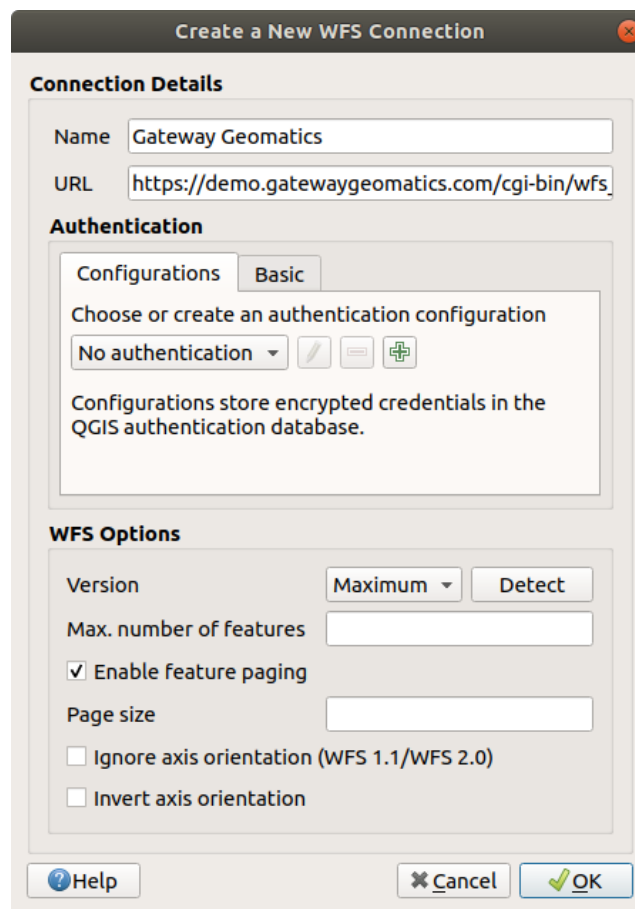 Create a New WFS Connection
Connection Details
Name Gateway Geomatics
URL https://demo.gatewaygeomatics.com/cgi-bin/wfs_
Authentication
Configurations Basic
Choose or create an authentication configuration
No authentication
Configurations store encrypted credentials in the
QGIS authentication database.
WFS Options
Version Maximum Detect
Max. number of features
Enable feature paging
Page size
Ignore axis orientation (WFS 1.1/WFS 2.0)
Invert axis orientation
Help Cancel OK